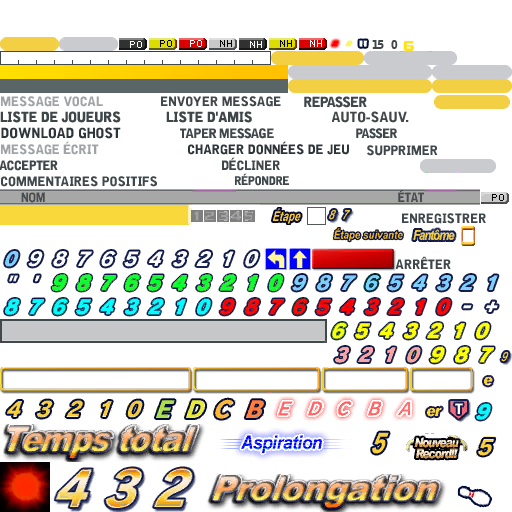 PO PO PO NH NH NH NH 15 0 6
MESSAGE VOCAL ENVOYER MESSAGE REPASSER
LISTE DE JOUEURS LISTE D'AMIS AUTO-SAUV.
DOWNLOAD GHOST TAPER MESSAGE PASSER
MESSAGE ÉCRIT CHARGER DONNÉES DE JEU SUPPRIMER
ACCEPTER DÉCLINER
COMMENTAIRES POSITIFS RÉPONDRE
NOM ÉTAT PO
12345 Étape 8 7 ENREGISTRER
Étape suivante Fantôme
0 9 8 7 6 5 4 3 2 1 0 ARRÊTER
" ' 9 8 7 6 5 4 3 2 1 0 9 8 7 6 5 4 3 2 1
8 7 6 5 4 3 2 1 0 9 8 7 6 5 4 3 2 1 0 - +
6 5 4 3 2 1 0
3 2 1 0 9 8 7 9
e
4 3 2 1 0 E D C B E D C B A er T 9
Temps total Aspiration 5 Nouveau Record!! 5
4 3 2 Prolongation